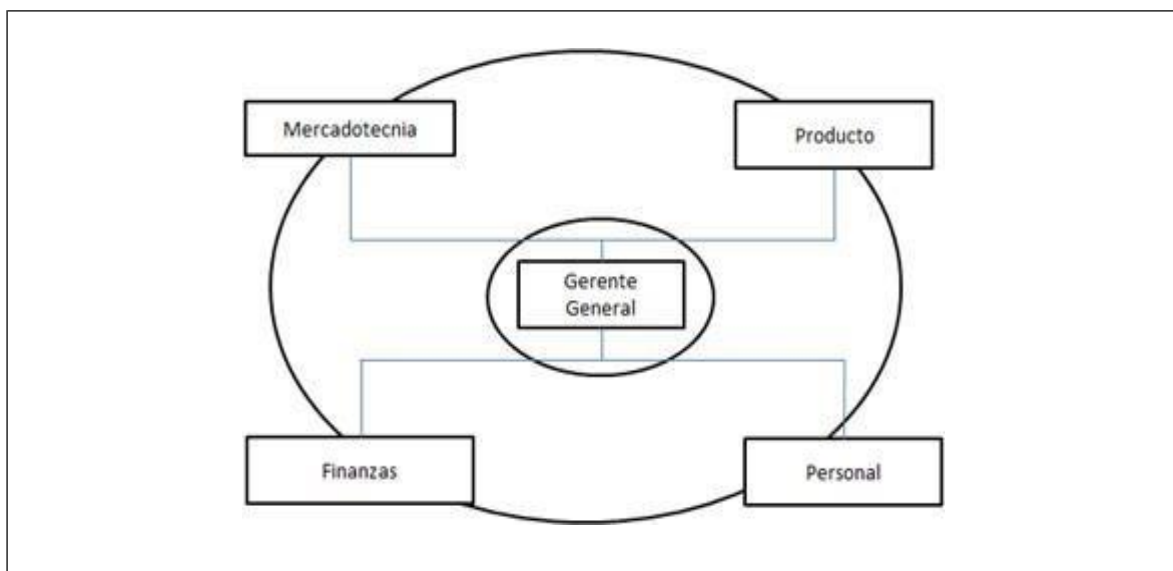 Mercadotecnia
Producto
Gerente
General
Finanzas
Personal